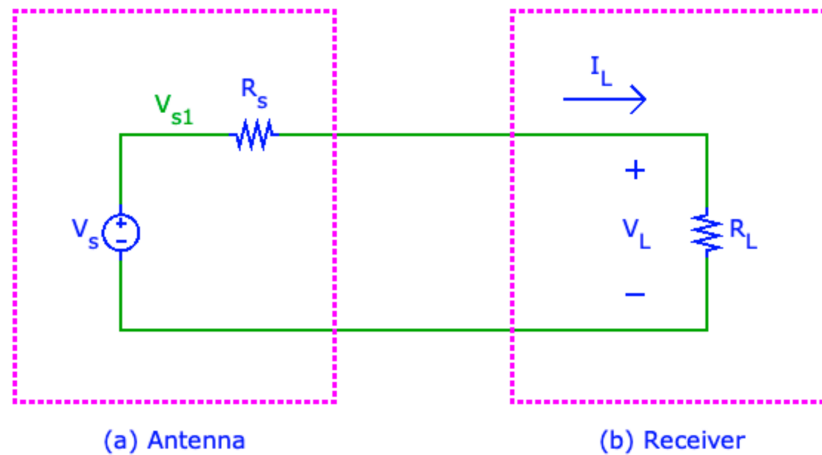 I_L
R_s
V_s1
+
V_s
+
−
V_L
R_L
−
(a) Antenna
(b) Receiver